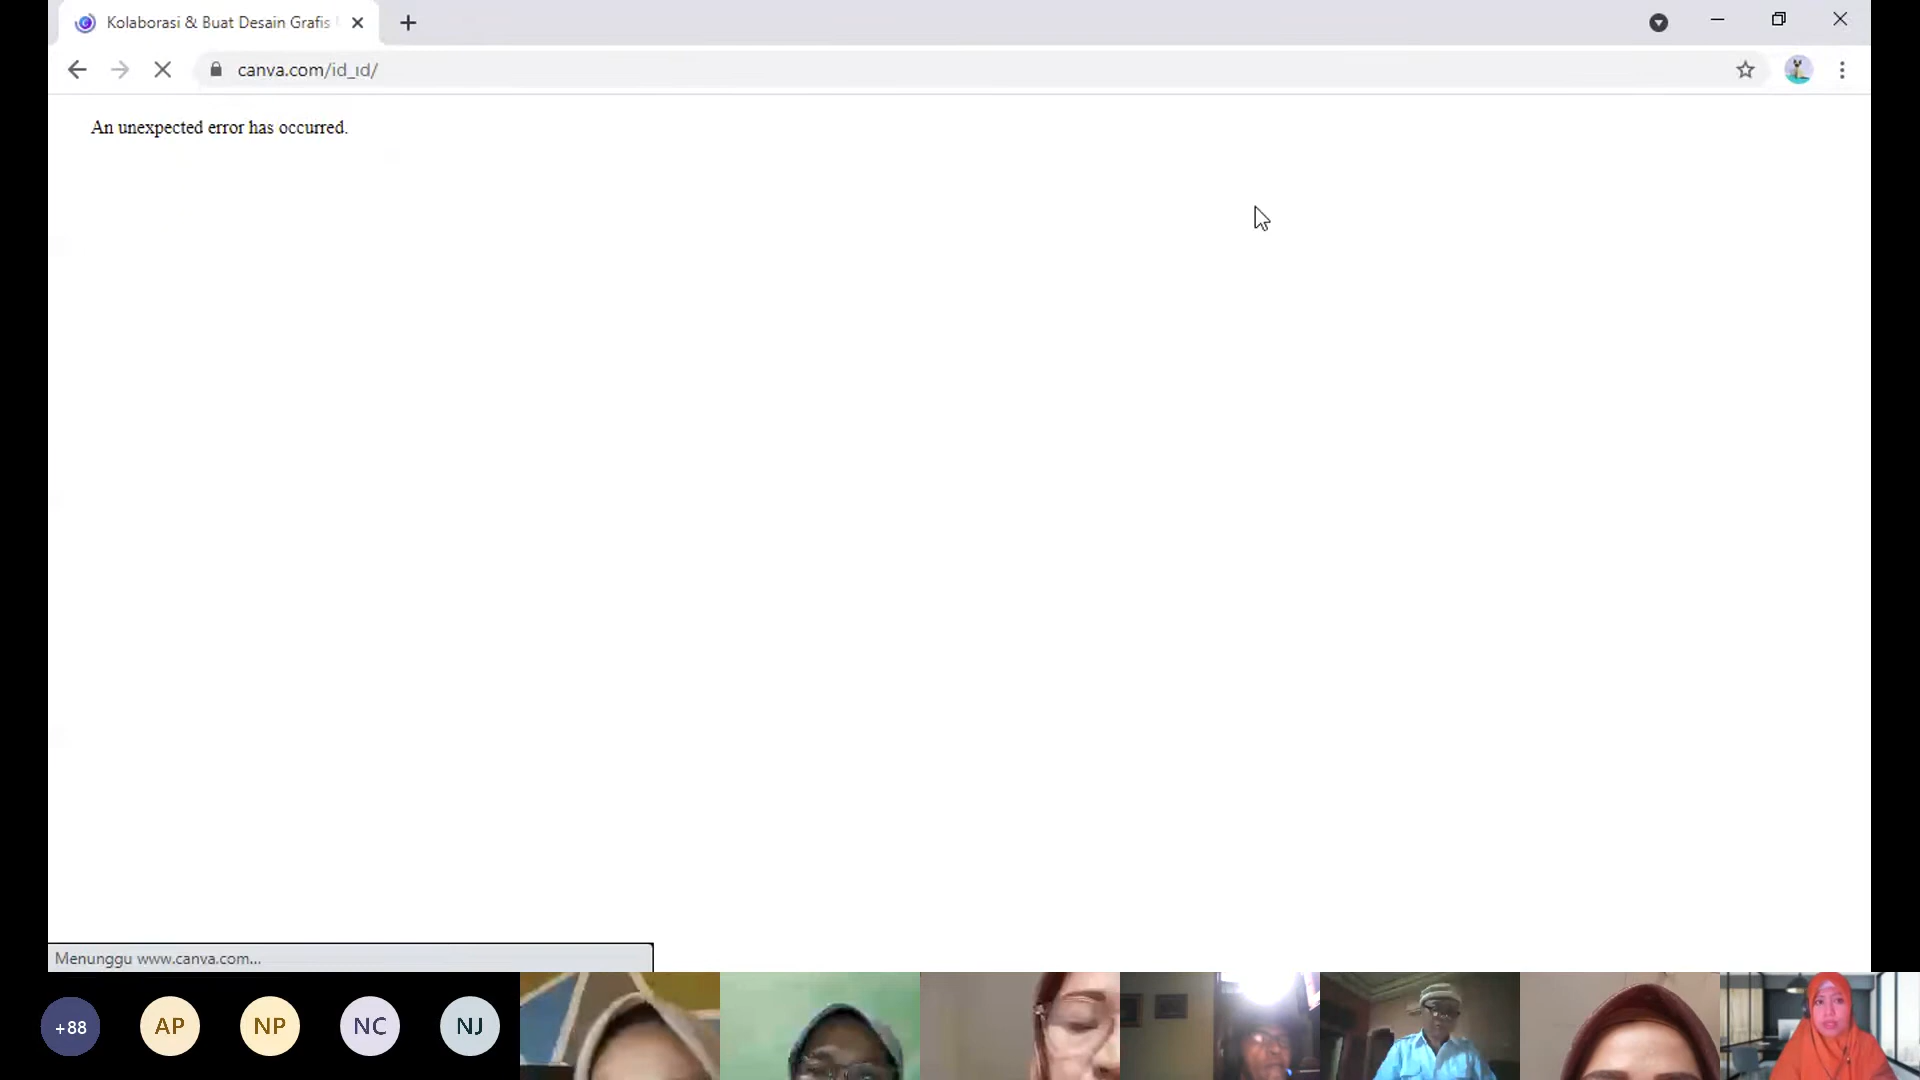 Kolaborasi & Buat Desain Grafis
canva.com/id_id/
An unexpected error has occurred.
Menunggu www.canva.com...
+88
AP
NP
NC
NJ